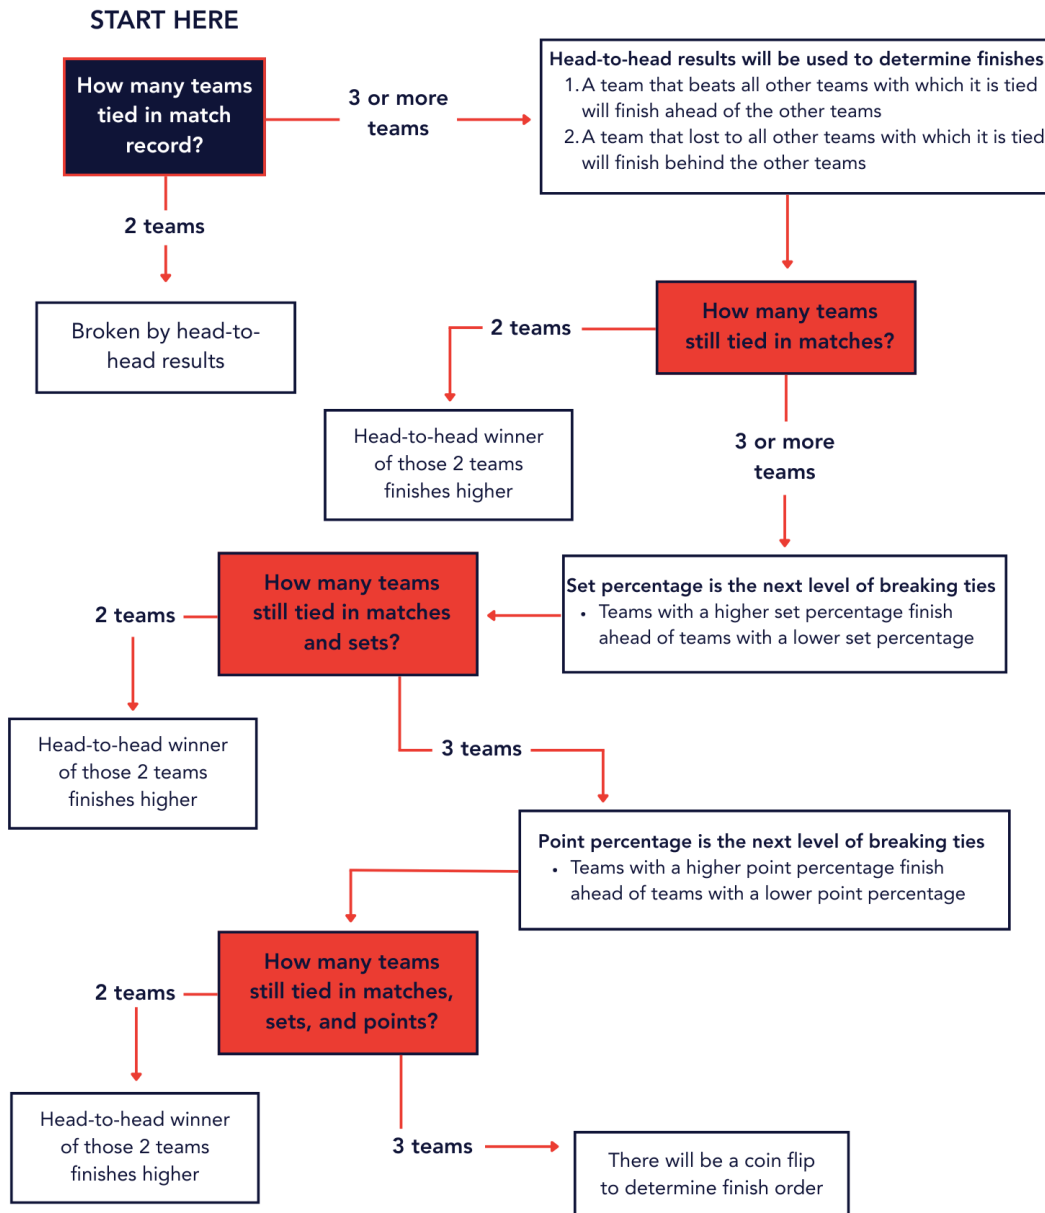 START HERE
How many teams
tied in match
record?
3 or more
teams
Head-to-head results will be used to determine finishes
1. A team that beats all other teams with which it is tied
will finish ahead of the other teams
2. A team that lost to all other teams with which it is tied
will finish behind the other teams
2 teams
Broken by head-to-
head results
How many teams
still tied in matches?
2 teams
Head-to-head winner
of those 2 teams
finishes higher
3 or more
teams
Set percentage is the next level of breaking ties
• Teams with a higher set percentage finish
ahead of teams with a lower set percentage
How many teams
still tied in matches
and sets?
2 teams
Head-to-head winner
of those 2 teams
finishes higher
3 teams
Point percentage is the next level of breaking ties
• Teams with a higher point percentage finish
ahead of teams with a lower point percentage
How many teams
still tied in matches,
sets, and points?
2 teams
Head-to-head winner
of those 2 teams
finishes higher
3 teams
There will be a coin flip
to determine finish order